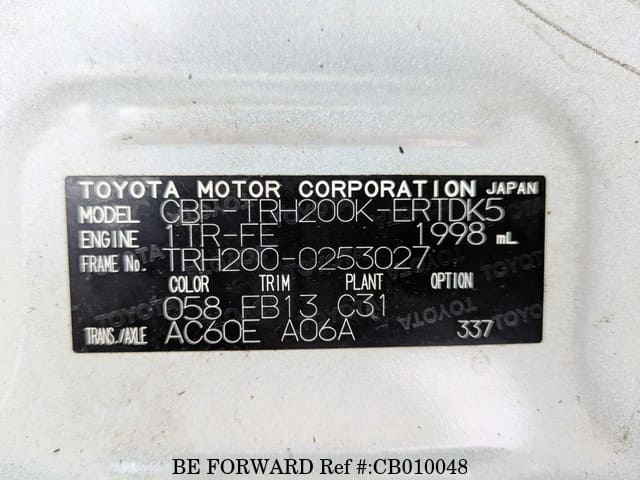 TOYOTA MOTOR CORPORATION JAPAN
MODEL CBF-TRH200K-ERTDK5
ENGINE 1TR-FE 1998 mL
FRAME No. TRH200-0253027
COLOR TRIM PLANT OPTION
058 FB13 C31
TRANS./AXLE AC60E A06A 337
BE FORWARD Ref #:CB010048